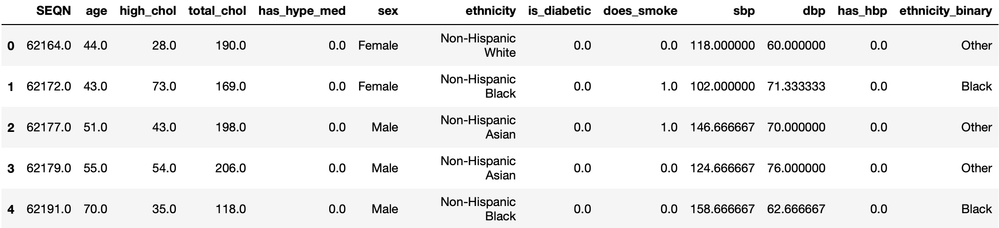 SEQN age high_chol total_chol has_hype_med sex ethnicity is_diabetic does_smoke sbp dbp has_hbp ethnicity_binary
0 62164.0 44.0 28.0 190.0 0.0 Female Non-Hispanic White 0.0 0.0 118.000000 60.000000 0.0 Other
1 62172.0 43.0 73.0 169.0 0.0 Female Non-Hispanic Black 0.0 1.0 102.000000 71.333333 0.0 Black
2 62177.0 51.0 43.0 198.0 0.0 Male Non-Hispanic Asian 0.0 1.0 146.666667 70.000000 0.0 Other
3 62179.0 55.0 54.0 206.0 0.0 Male Non-Hispanic Asian 0.0 0.0 124.666667 76.000000 0.0 Other
4 62191.0 70.0 35.0 118.0 0.0 Male Non-Hispanic Black 0.0 0.0 158.666667 62.666667 0.0 Black